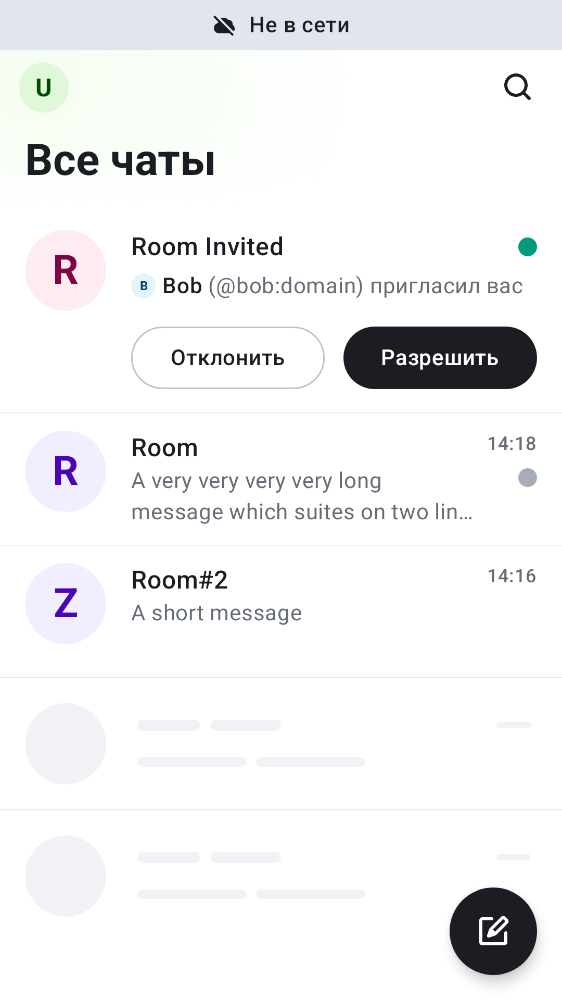 Не в сети
U
Все чаты
R
Room Invited
B Bob (@bob:domain) пригласил вас
Отклонить
Разрешить
R
Room
14:18
A very very very very long
message which suites on two lin…
Z
Room#2
14:16
A short message